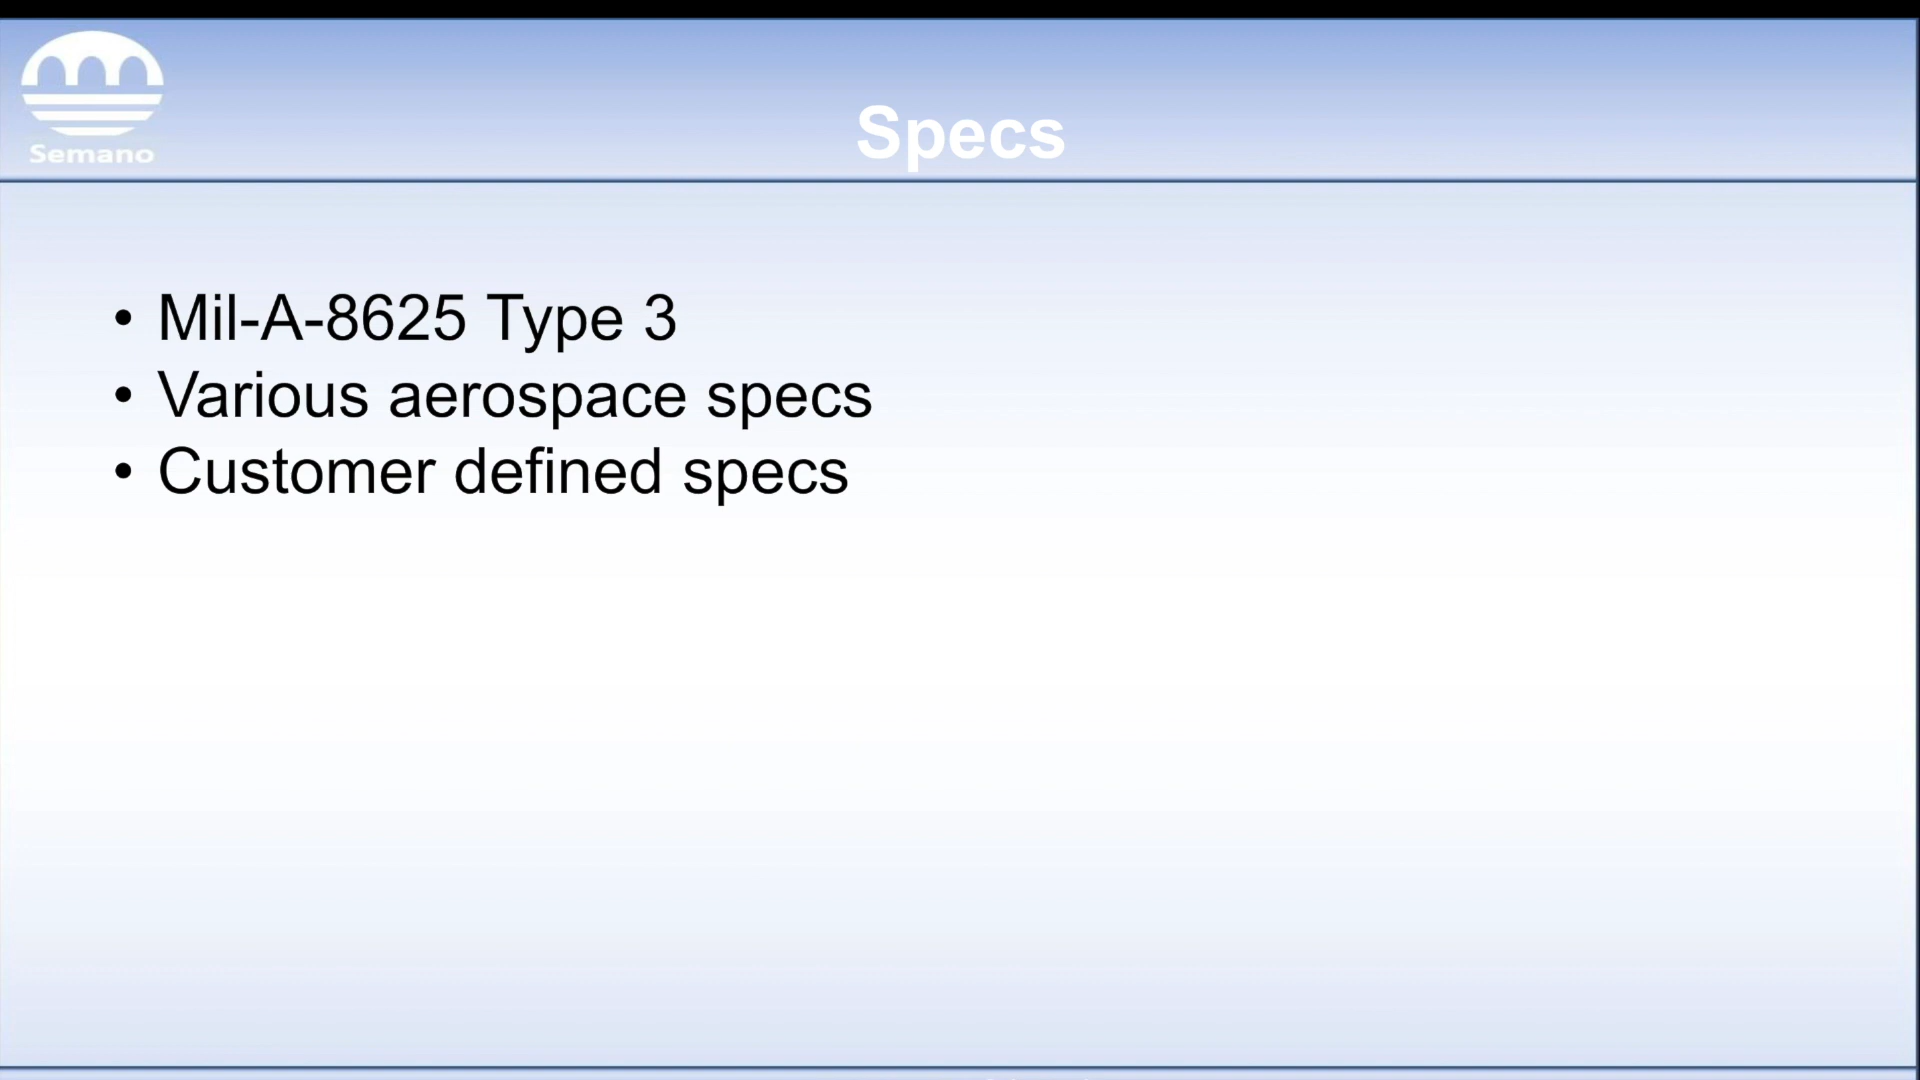 Semano
Specs
• Mil-A-8625 Type 3
• Various aerospace specs
• Customer defined specs